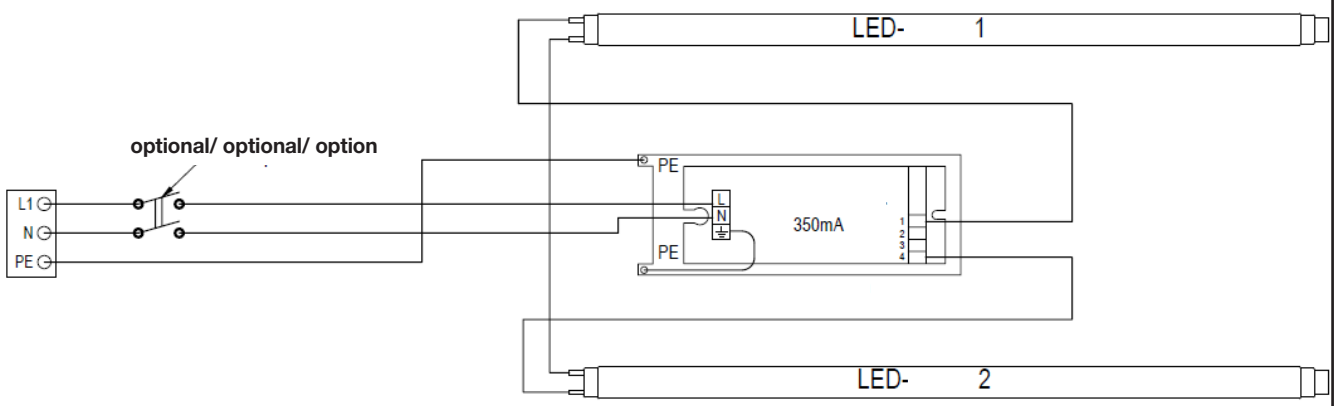 LED- 1
optional/ optional/ option
PE
L1
L
N
350mA
1
N
2
3
PE
4
PE
LED- 2